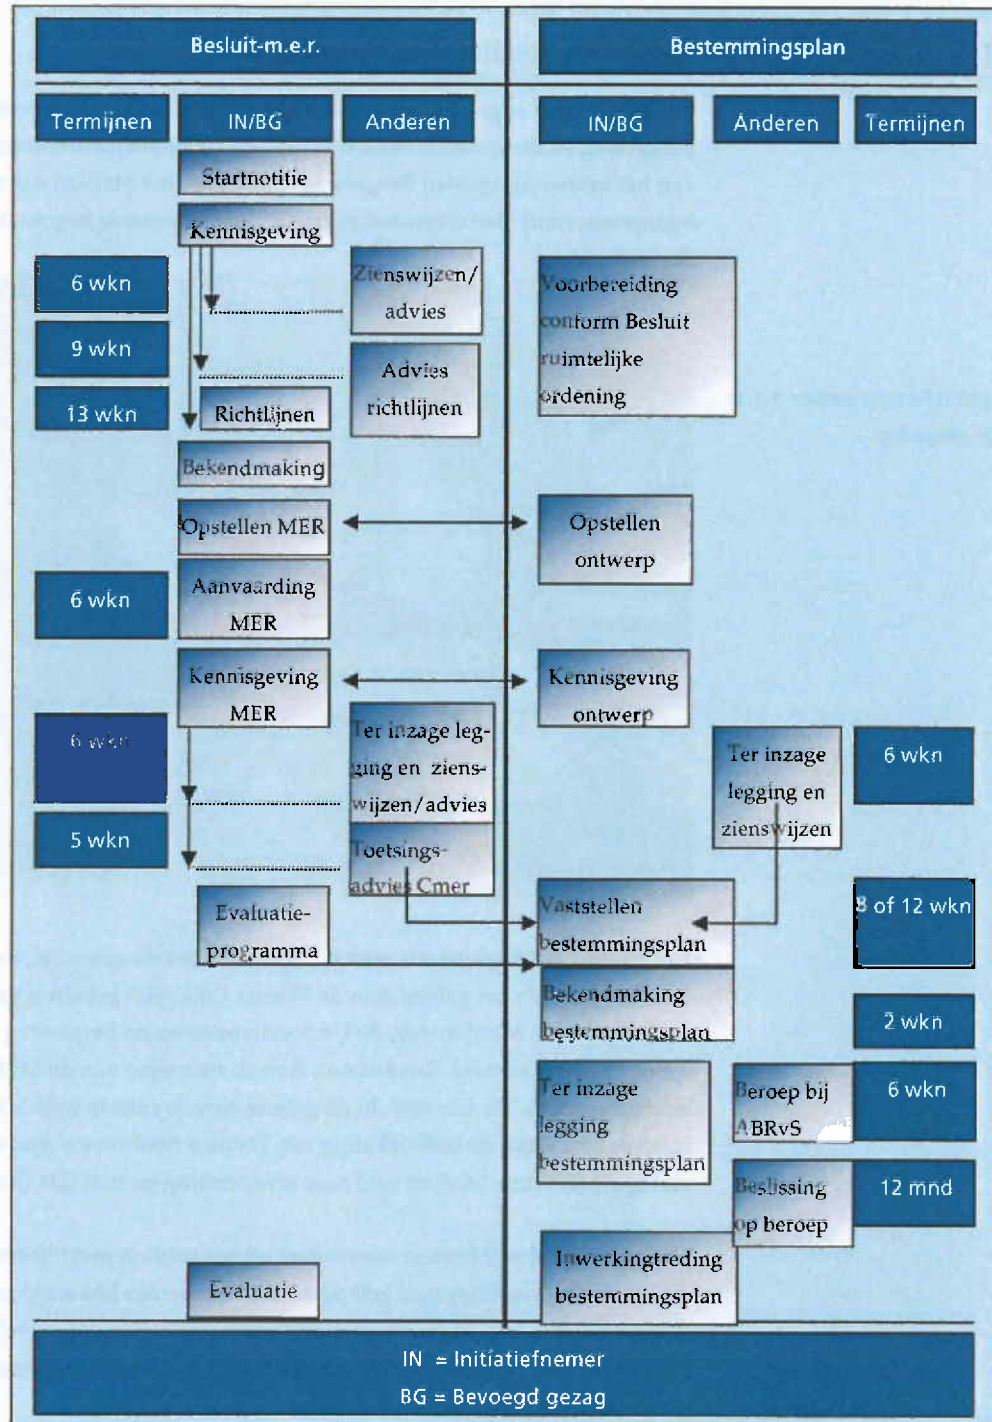 Besluit-m.e.r.
Bestemmingsplan
Termijnen
IN/BG
Anderen
IN/BG
Anderen
Termijnen
Startnotitie
Kennisgeving
6 wkn
Zienswijzen/
advies
Voorbereiding
conform Besluit
ruimtelijke
ordening
9 wkn
Advies
richtlijnen
13 wkn
Richtlijnen
Bekendmaking
Opstellen MER
Opstellen
ontwerp
6 wkn
Aanvaarding
MER
Kennisgeving
MER
Kennisgeving
ontwerp
6 wkn
Ter inzage leg-
ging en ziens-
wijzen/advies
Ter inzage
legging en
zienswijzen
6 wkn
5 wkn
Toetsings-
advies Cmer
Evaluatie-
programma
Vaststellen
bestemmingsplan
8 of 12 wkn
Bekendmaking
bestemmingsplan
2 wkn
Ter inzage
legging
bestemmingsplan
Beroep bij
ABRvS
6 wkn
Beslissing
op beroep
12 mnd
Inwerkingtreding
bestemmingsplan
Evaluatie
IN = Initiatiefnemer
BG = Bevoegd gezag